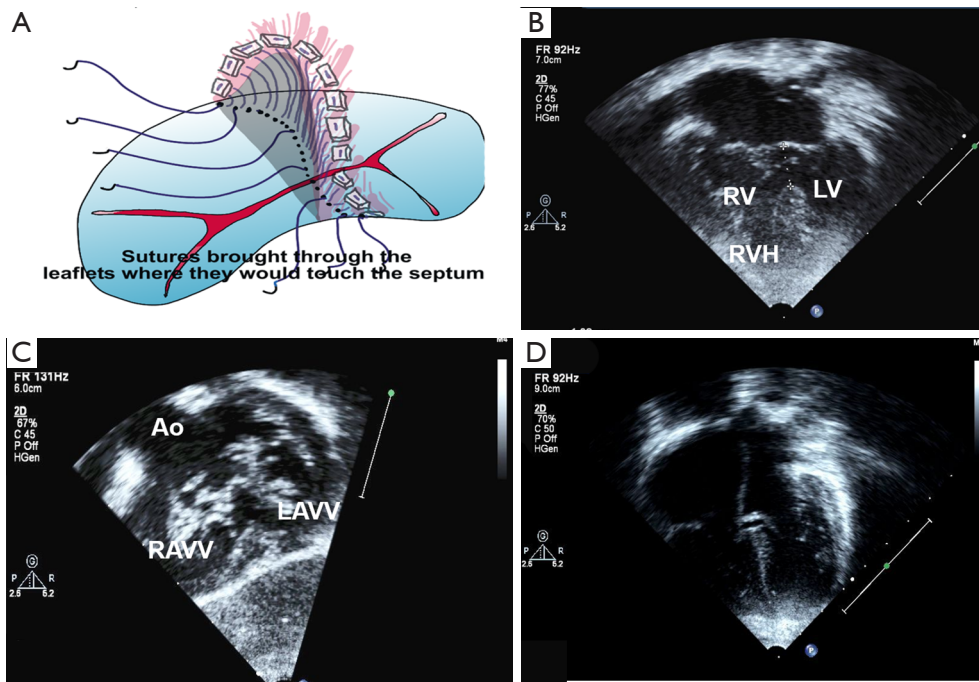 A
Sutures brought through the
leaflets where they would touch the septum
B
FR 92Hz
7.0cm
2D
77%
C 45
P Off
HGen
G
P R
2.6 5.2
RV
LV
RVH
P
C
FR 131Hz
6.0cm
2D
67%
C 45
P Off
HGen
G
P R
2.6 5.2
Ao
LAVV
RAVV
M4
D
FR 92Hz
9.0cm
2D
70%
C 50
P Off
HGen
G
P R
2.6 5.2
P